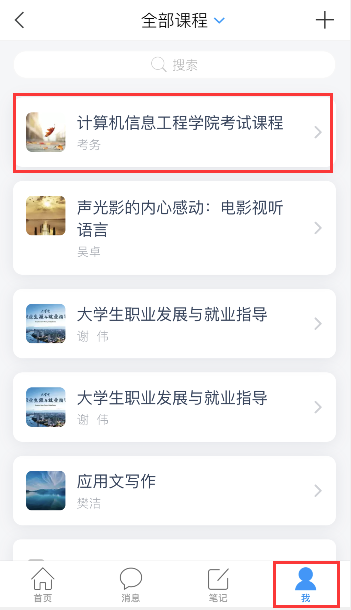 全部课程
搜索
计算机信息工程学院考试课程
考务
声光影的内心感动：电影视听
语言
吴卓
大学生职业发展与就业指导
谢 伟
大学生职业发展与就业指导
谢 伟
应用文写作
樊洁
首页
消息
笔记
我